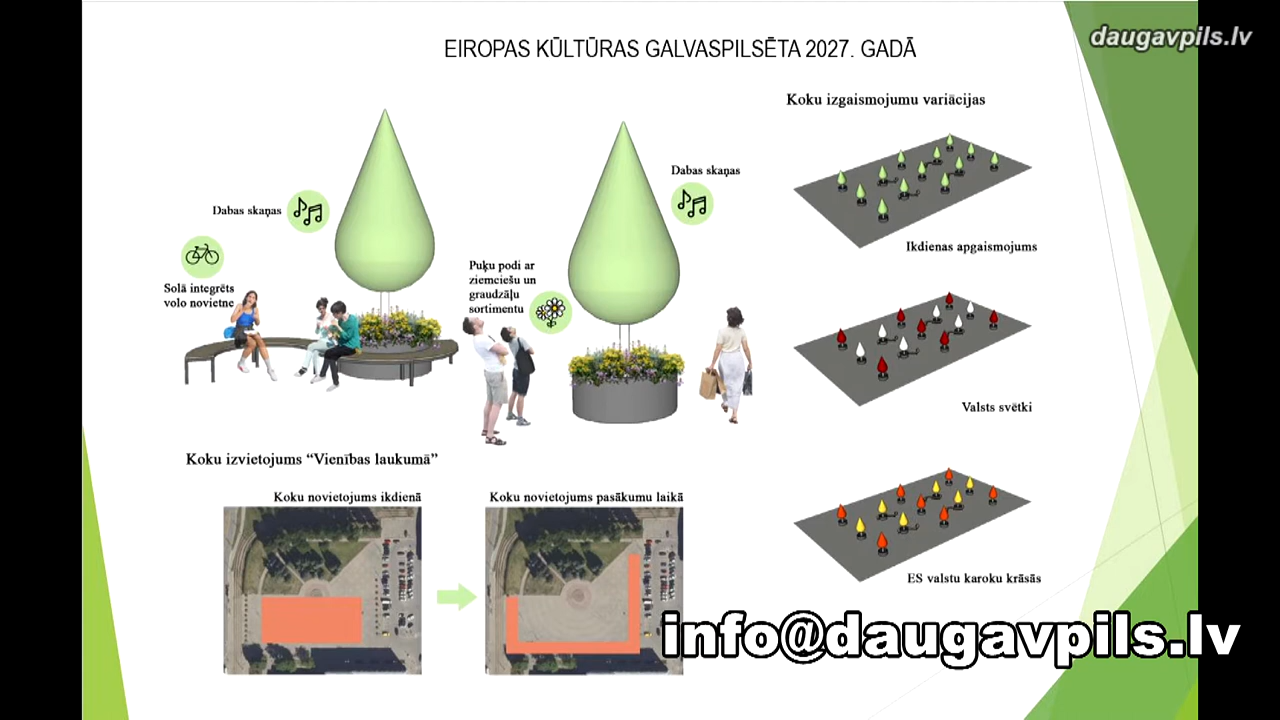 daugavpils.lv
EIROPAS KŪLTŪRAS GALVASPILSĒTA 2027. GADĀ
Koku izgaismojumu variācijas
Dabas skaņas
Dabas skaņas
Ikdienas apgaismojums
Puķu podi ar
ziemciešu un
graudzāļu
sortimentu
Solā integrēts
volo novietne
Valsts svētki
Koku izvietojums “Vienības laukumā”
Koku novietojums ikdienā
Koku novietojums pasākumu laikā
ES valstu karoku krāsās
info@daugavpils.lv